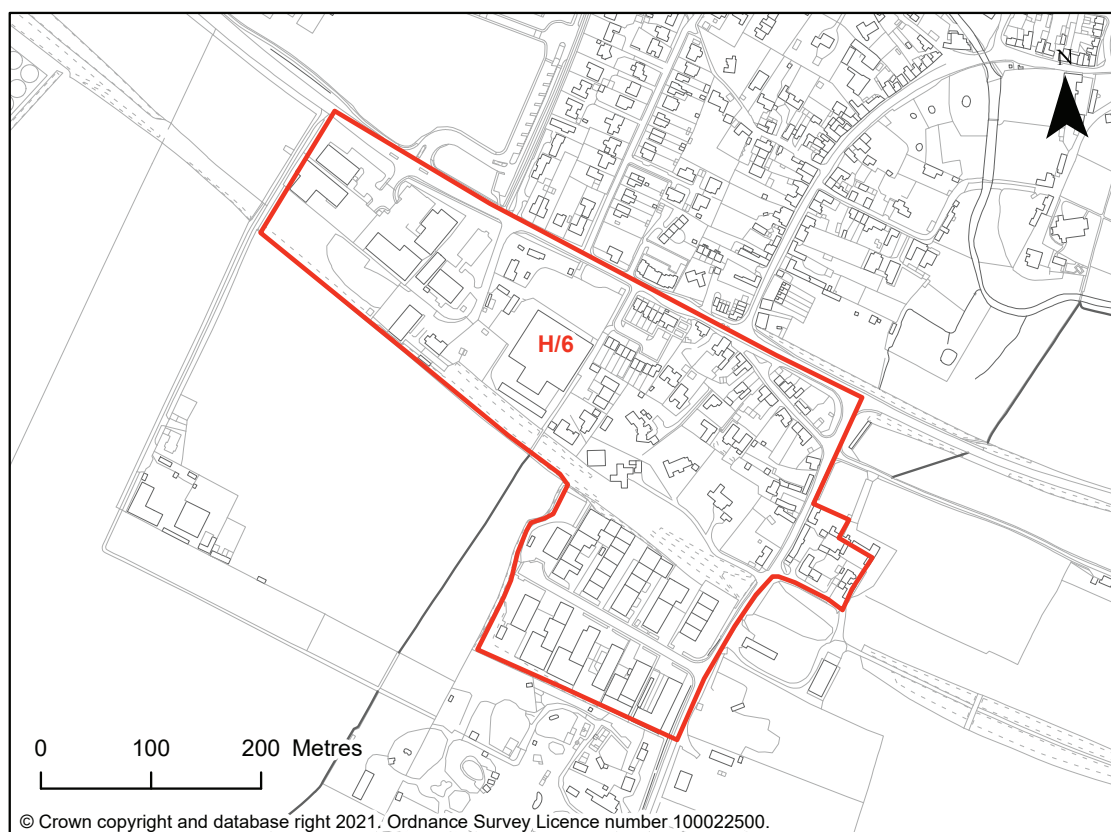 N
H/6
0 100 200 Metres
© Crown copyright and database right 2021. Ordnance Survey Licence number 100022500.